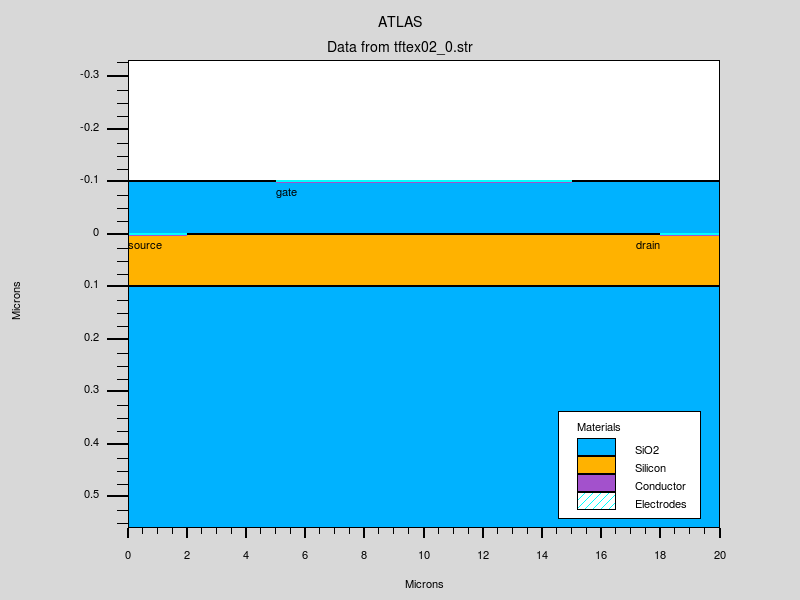 ATLAS
Data from tftex02_0.str
-0.3
-0.2
-0.1
gate
0
source
drain
0.1
Microns
0.2
0.3
0.4
0.5
Materials
SiO2
Silicon
Conductor
Electrodes
0 2 4 6 8 10 12 14 16 18 20
Microns